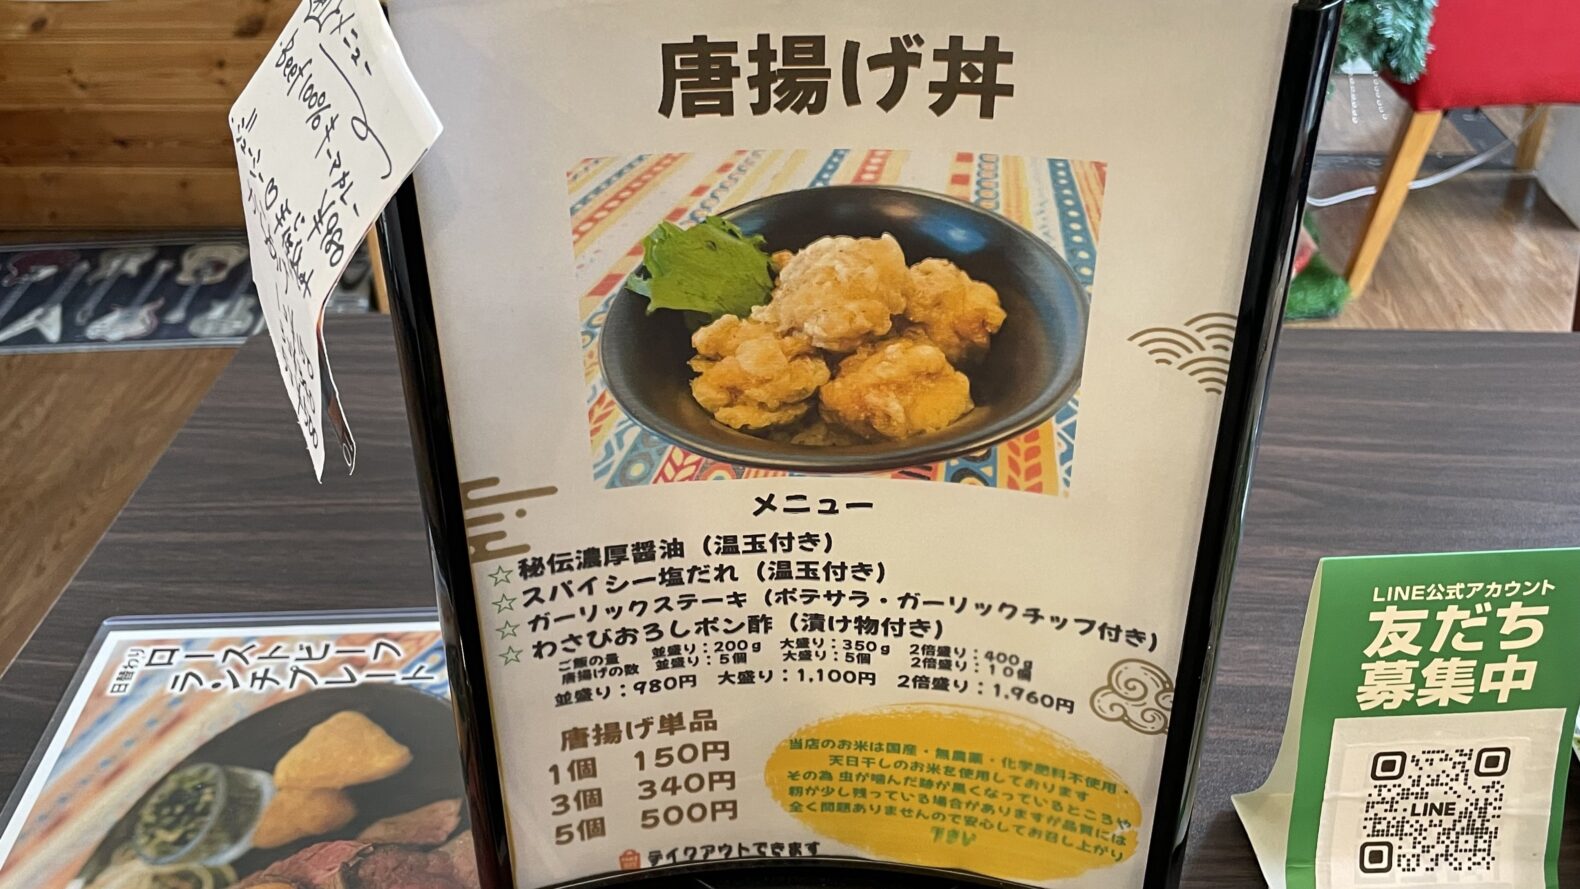 唐揚げ丼
メニュー
☆秘伝濃厚醤油（温玉付き）
☆スパイシー塩だれ（温玉付き）
☆ガーリックステーキ（ポテサラ・ガーリックチップ付き）
☆わさびおろしポン酢（漬け物付き）
ご飯の量 並盛り：200g 大盛り：350g 2倍盛り：400g
唐揚げの数 並盛り：5個 大盛り：5個 2倍盛り：10個
並盛り：980円 大盛り：1,100円 2倍盛り：1,960円
唐揚げ単品
1個 150円
3個 340円
5個 500円
テイクアウトできます
当店のお米は国産・無農薬・化学肥料不使用・
天日干しのお米を使用しております
その為 虫が噛んだ跡が黒くなっているところや
籾が少し残っている場合がありますが品質には
全く問題ありませんので安心してお召し上がり
下さい
メニュー
Beef100%キーマカレー
880
日替わり
ローストビーフ
ランチプレート
LINE公式アカウント
友だち
募集中
LINE